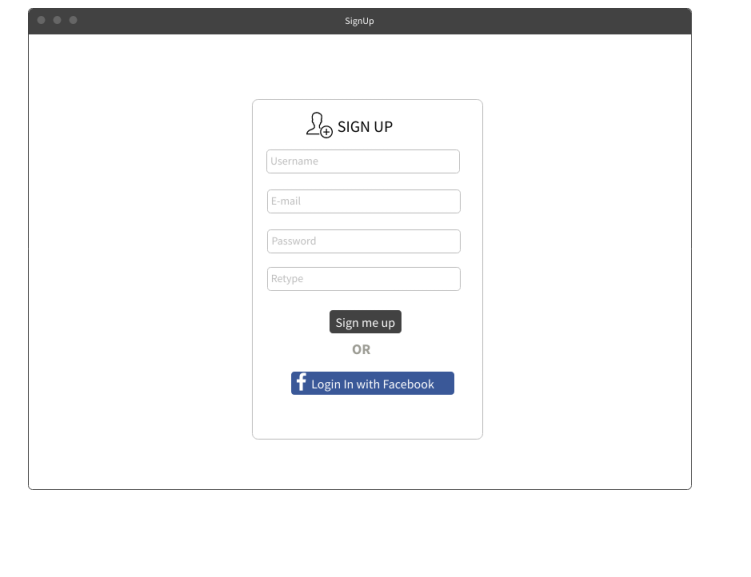 SignUp
SIGN UP
Username
E-mail
Password
Retype
Sign me up
OR
f Login In with Facebook